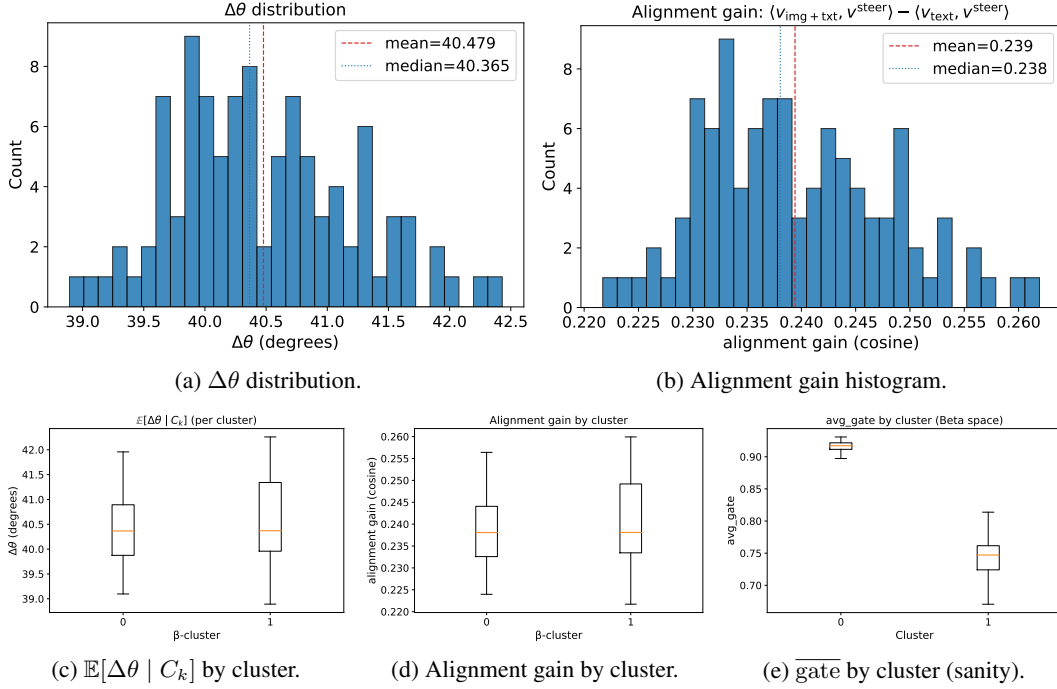 Δθ distribution
mean=40.479
median=40.365
Count
8
6
4
2
0
39.0 39.5 40.0 40.5 41.0 41.5 42.0 42.5
Δθ (degrees)
(a) Δθ distribution.
Alignment gain: ⟨v_img+txt, v^steer⟩ − ⟨v_text, v^steer⟩
mean=0.239
median=0.238
Count
8
6
4
2
0
0.220 0.225 0.230 0.235 0.240 0.245 0.250 0.255 0.260
alignment gain (cosine)
(b) Alignment gain histogram.
𝔼[Δθ | C_k] (per cluster)
Δθ (degrees)
42.0
41.5
41.0
40.5
40.0
39.5
39.0
0 1
β-cluster
(c) 𝔼[Δθ | C_k] by cluster.
Alignment gain by cluster
alignment gain (cosine)
0.260
0.255
0.250
0.245
0.240
0.235
0.230
0.225
0.220
0 1
β-cluster
(d) Alignment gain by cluster.
avg_gate by cluster (Beta space)
avg_gate
0.90
0.85
0.80
0.75
0.70
0 1
Cluster
(e) gate by cluster (sanity).